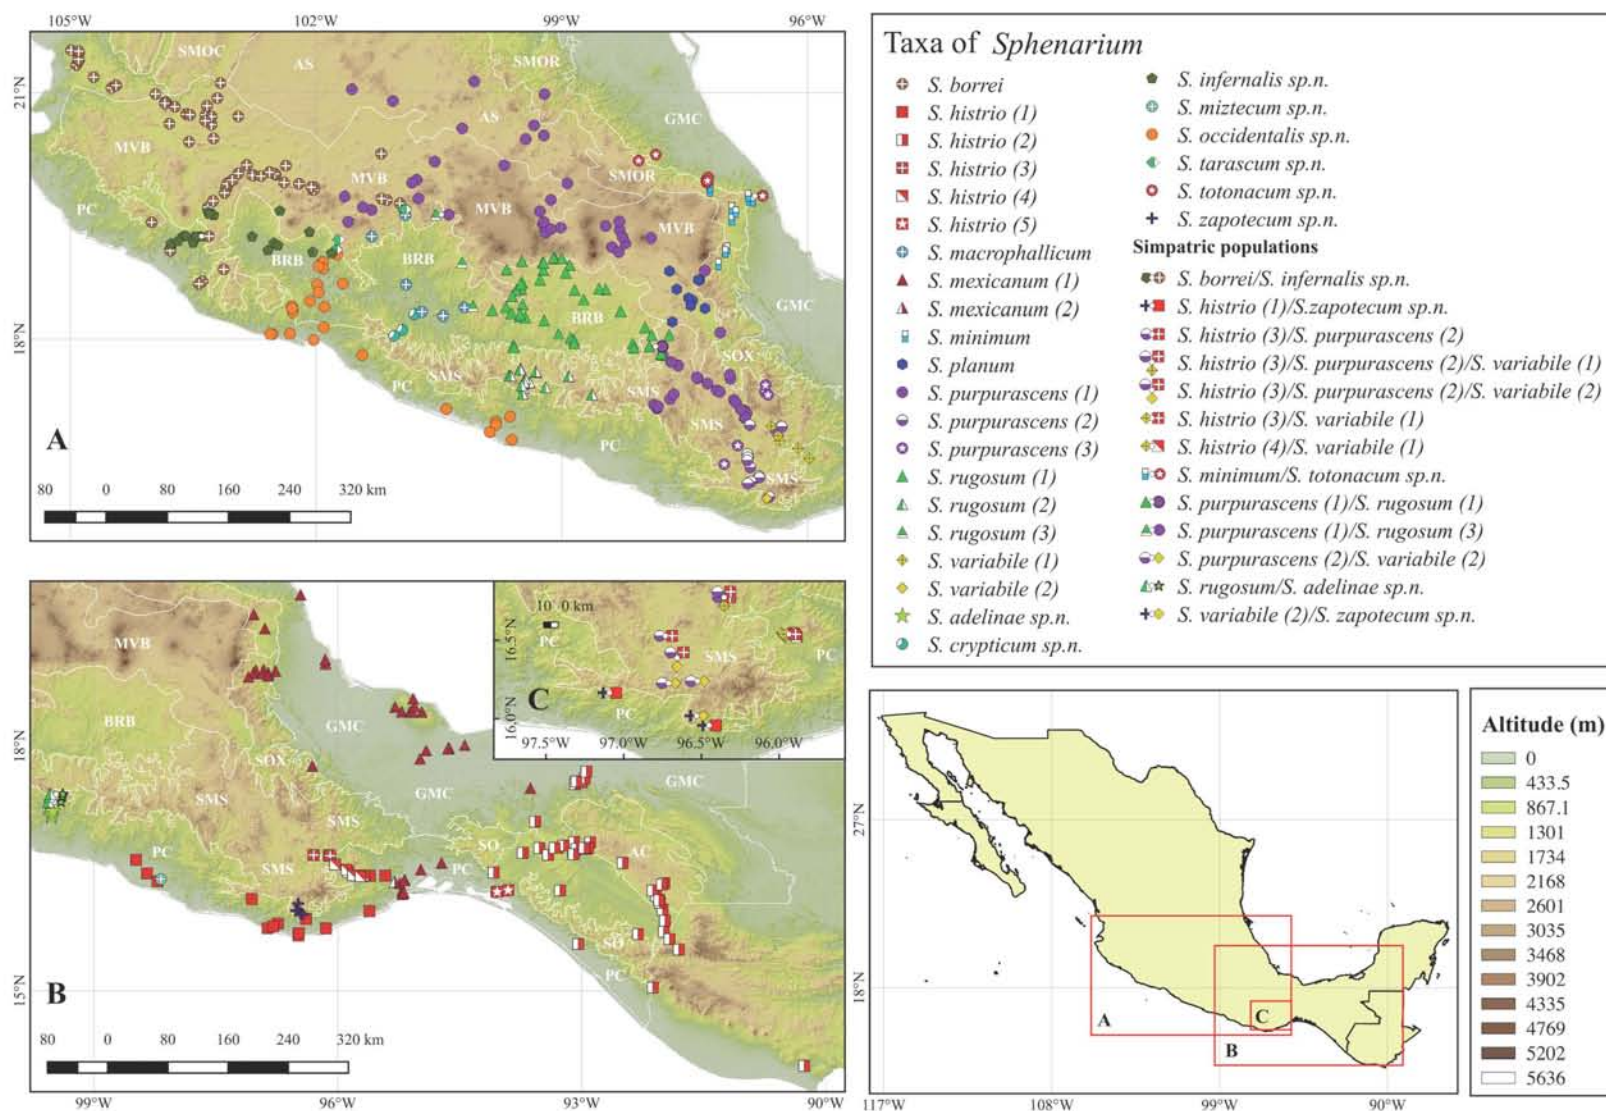 105°W 102°W 99°W 96°W
21°N
18°N
SMOC
AS
SMOR
GMC
AS
MVB
MVB
SMOR
PC
MVB
MVB
BRB
BRB
GMC
BRB
SOX
SMS
SMS
PC
SMS
PC
SMS
A
80 0 80 160 240 320 km
MVB
BRB
GMC
18°N
SOX
SMS
GMC
GMC
SMS
SO
AC
PC
PC
SMS
SO
PC
B
15°N
80 0 80 160 240 320 km
99°W 96°W 93°W 90°W
10 0 km
PC
16.5°N
SMS
PC
C
16.0°N
PC
97.5°W 97.0°W 96.5°W 96.0°W
Taxa of Sphenarium
S. borrei
S. histrio (1)
S. histrio (2)
S. histrio (3)
S. histrio (4)
S. histrio (5)
S. macrophallicum
S. mexicanum (1)
S. mexicanum (2)
S. minimum
S. planum
S. purpurascens (1)
S. purpurascens (2)
S. purpurascens (3)
S. rugosum (1)
S. rugosum (2)
S. rugosum (3)
S. variabile (1)
S. variabile (2)
S. adelinae sp.n.
S. crypticum sp.n.
S. infernalis sp.n.
S. miztecum sp.n.
S. occidentalis sp.n.
S. tarascum sp.n.
S. totonacum sp.n.
S. zapotecum sp.n.
Simpatric populations
S. borrei/S. infernalis sp.n.
S. histrio (1)/S.zapotecum sp.n.
S. histrio (3)/S. purpurascens (2)
S. histrio (3)/S. purpurascens (2)/S. variabile (1)
S. histrio (3)/S. purpurascens (2)/S. variabile (2)
S. histrio (3)/S. variabile (1)
S. histrio (4)/S. variabile (1)
S. minimum/S. totonacum sp.n.
S. purpurascens (1)/S. rugosum (1)
S. purpurascens (1)/S. rugosum (3)
S. purpurascens (2)/S. variabile (2)
S. rugosum/S. adelinae sp.n.
S. variabile (2)/S. zapotecum sp.n.
27°N
18°N
A
B
C
117°W 108°W 99°W 90°W
Altitude (m)
0
433.5
867.1
1301
1734
2168
2601
3035
3468
3902
4335
4769
5202
5636